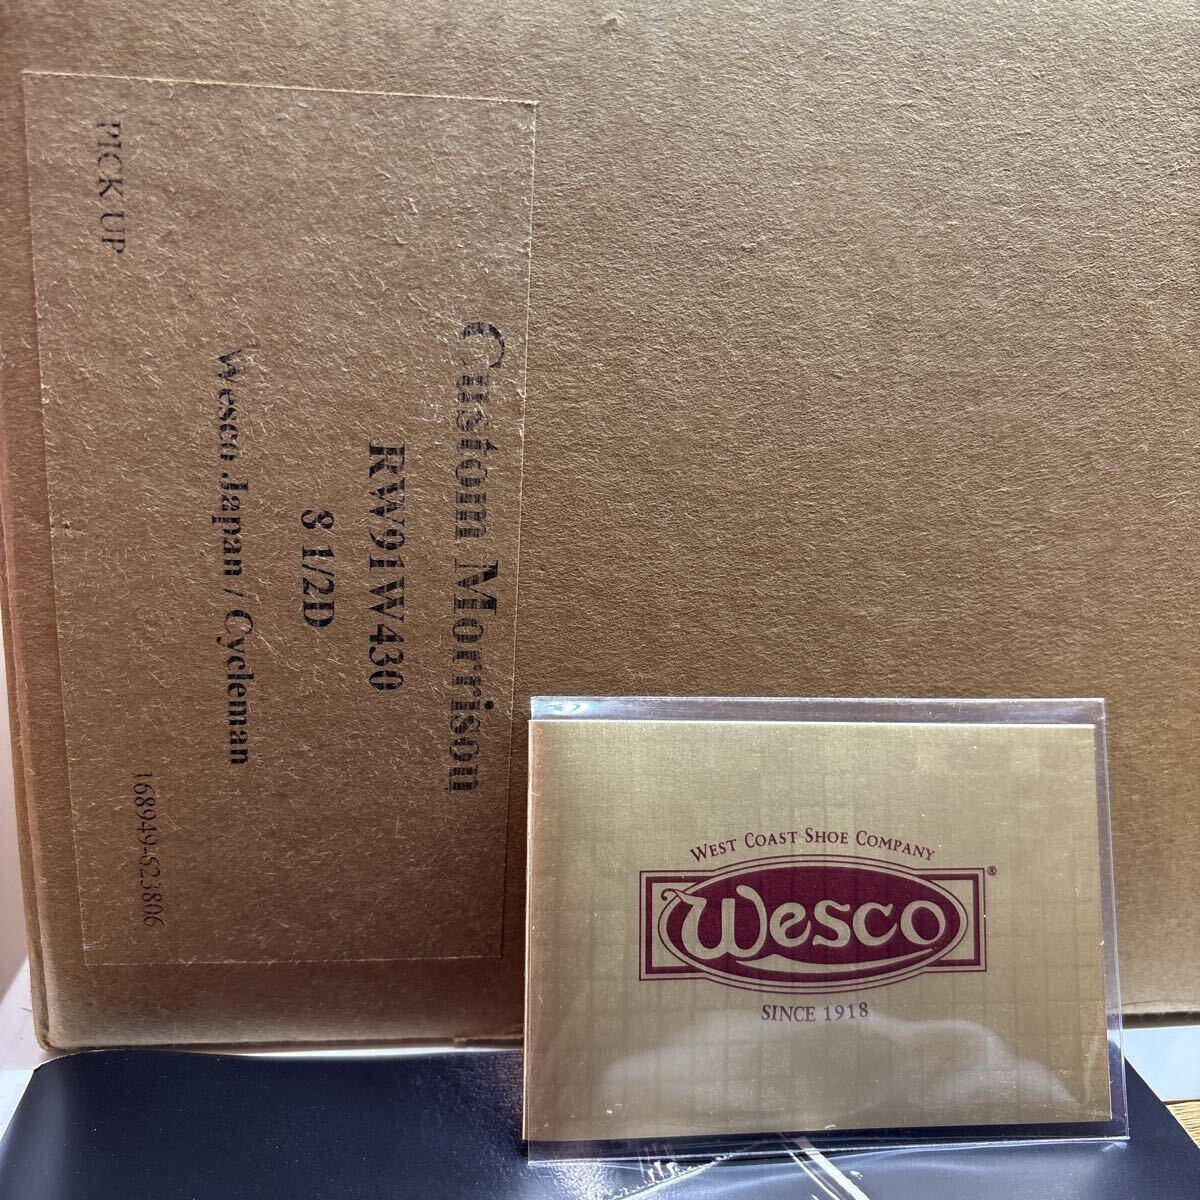 Custom Morrison
RW91W430
8 1/2D
Wesco Japan / Cycleman
PICK UP
168949-S23806
WEST COAST SHOE COMPANY
Wesco®
SINCE 1918